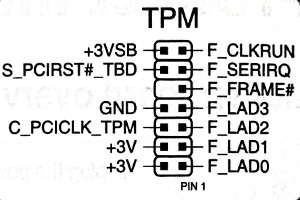 TPM
+3VSB F_CLKRUN
S_PCIRST#_TBD F_SERIRQ
F_FRAME#
GND F_LAD3
C_PCICLK_TPM F_LAD2
+3V F_LAD1
+3V F_LAD0
PIN 1